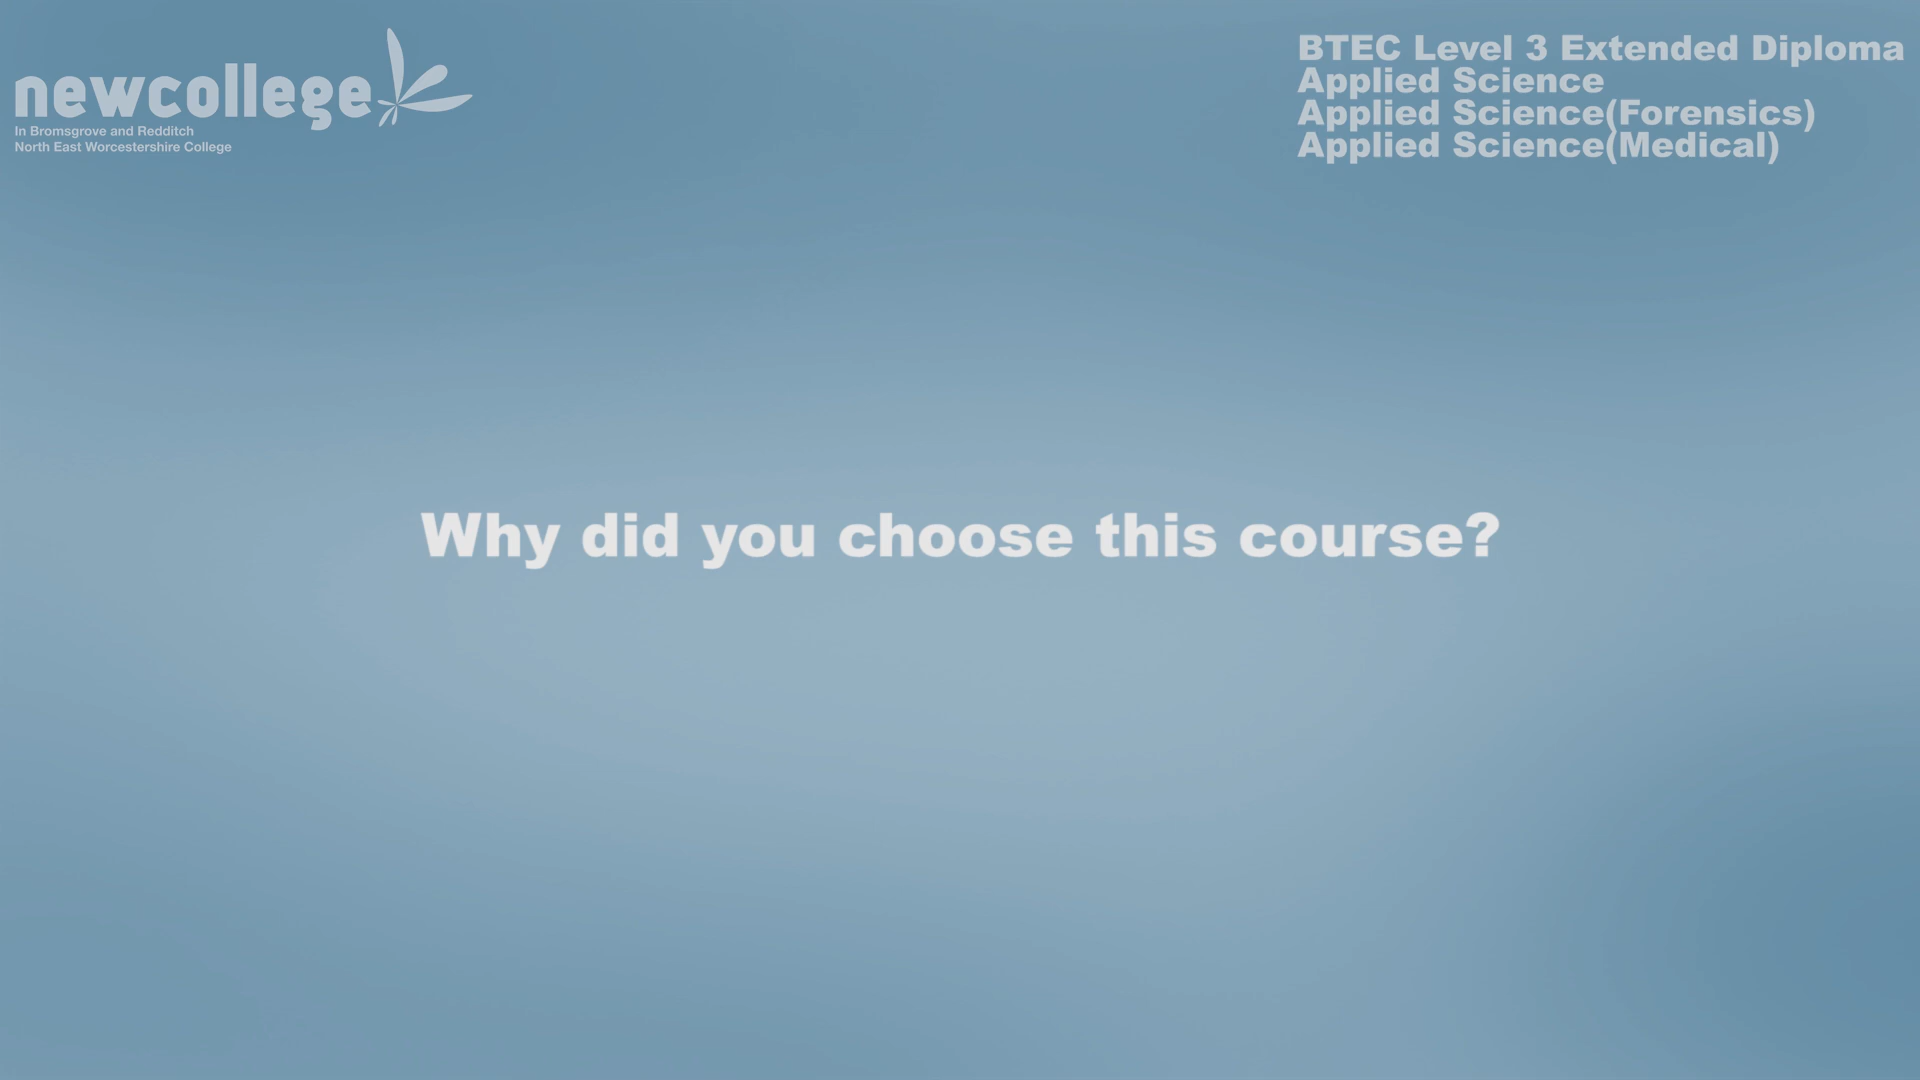 newcollege
In Bromsgrove and Redditch
North East Worcestershire College
BTEC Level 3 Extended Diploma
Applied Science
Applied Science(Forensics)
Applied Science(Medical)
Why did you choose this course?